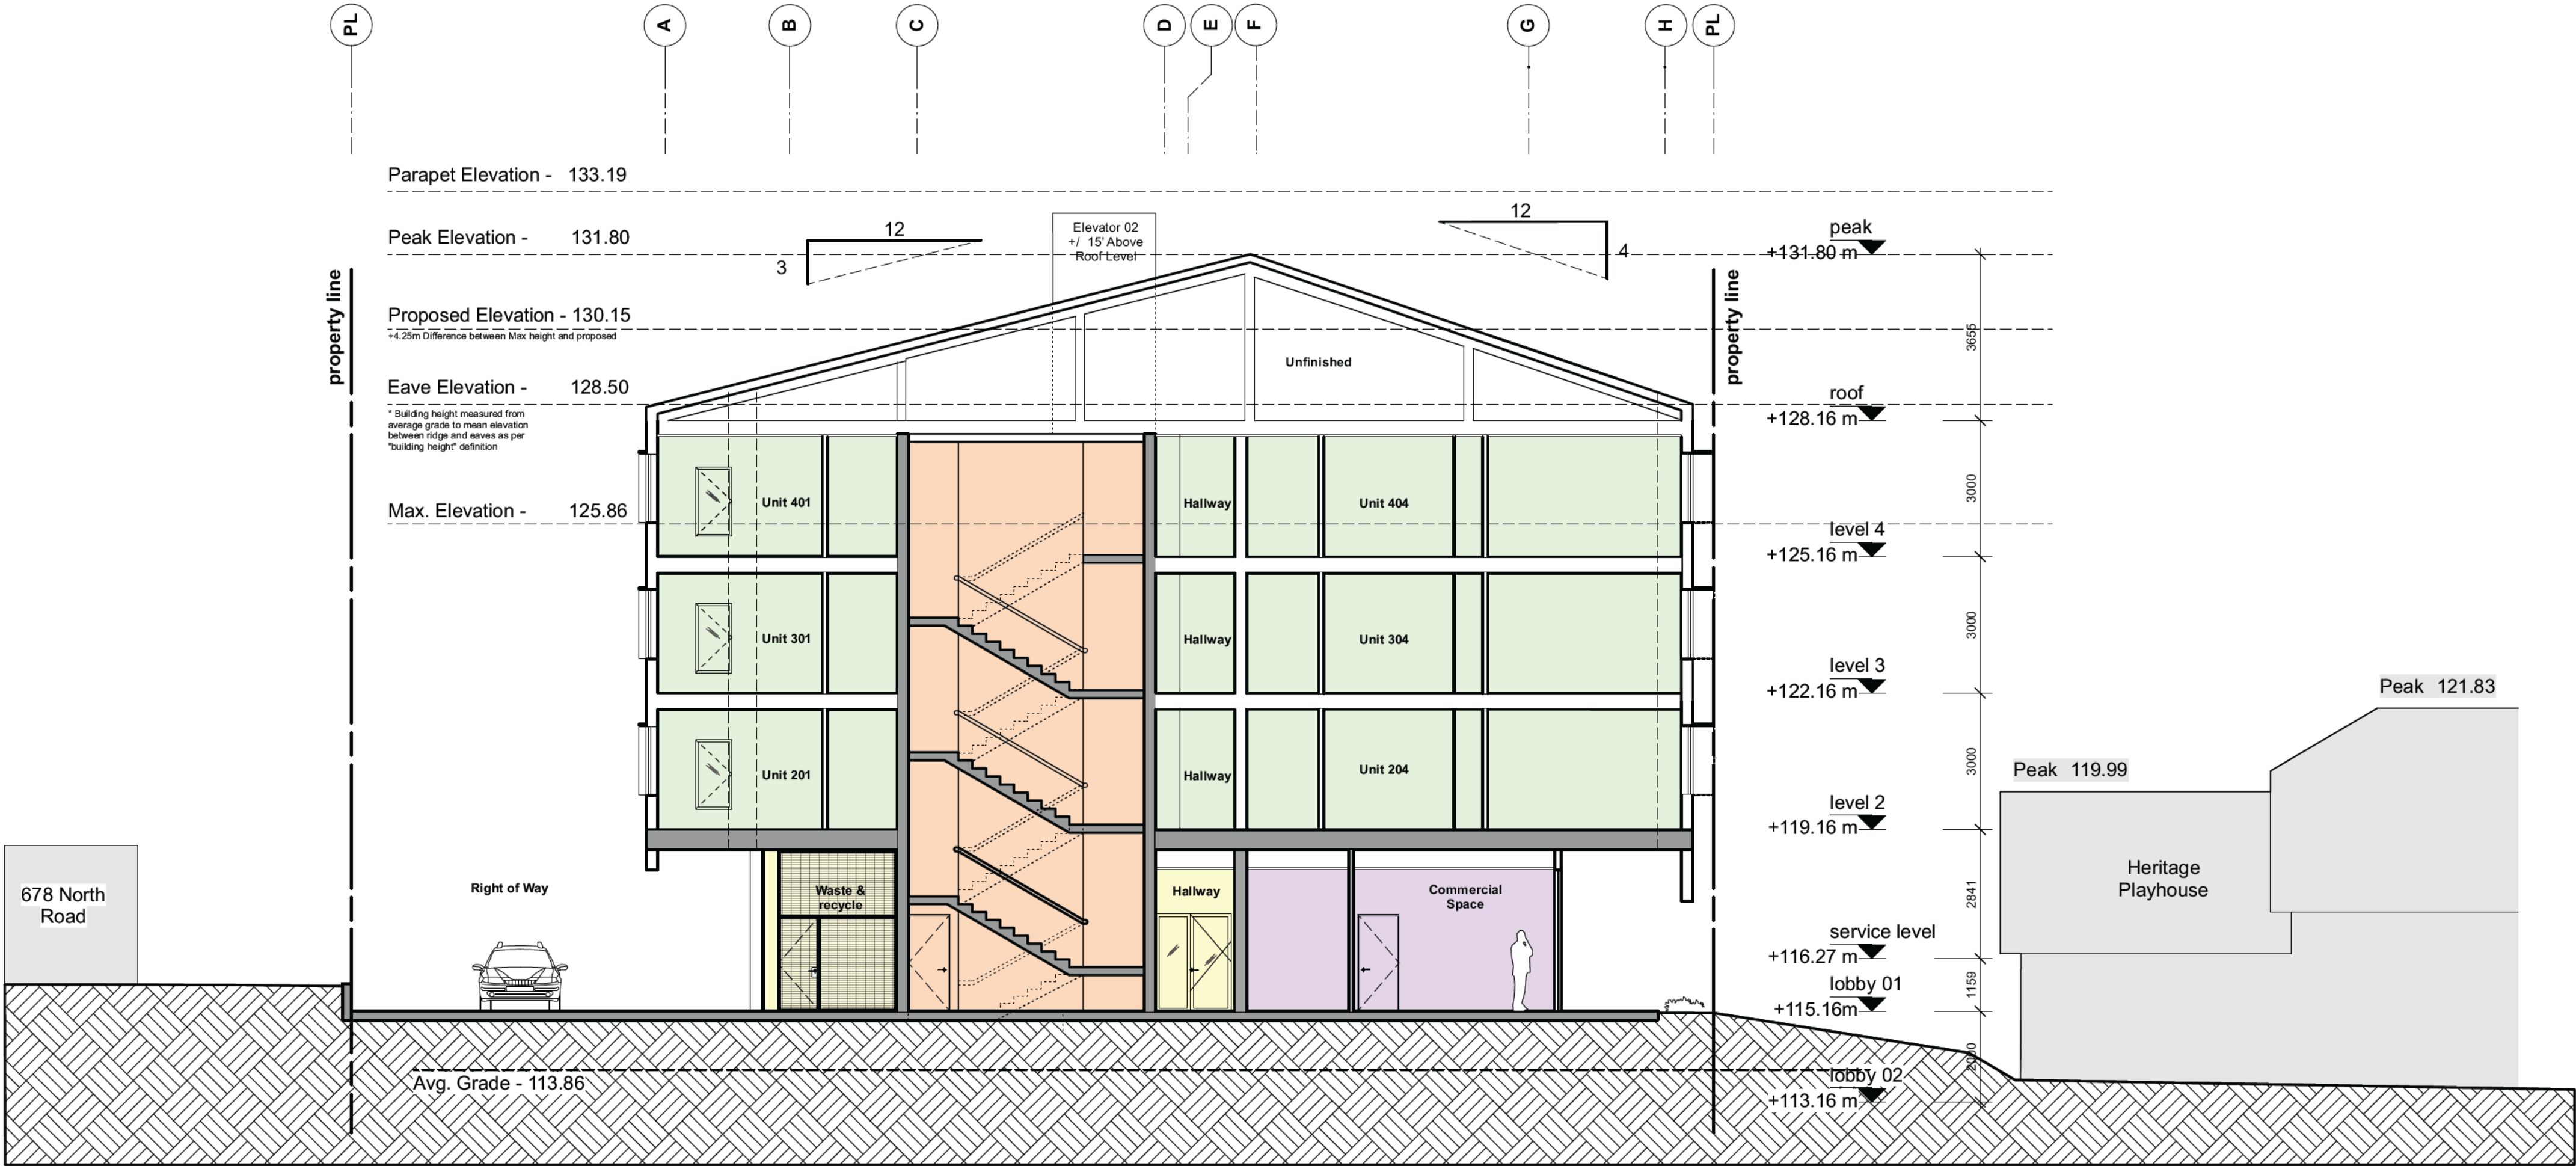 PL A B C D E F G H PL
Parapet Elevation - 133.19
Peak Elevation - 131.80
Proposed Elevation - 130.15
+4.25m Difference between Max height and proposed
Eave Elevation - 128.50
* Building height measured from
average grade to mean elevation
between ridge and eaves as per
"building height" definition
Max. Elevation - 125.86
property line
12
3
Elevator 02
+/ 15' Above
Roof Level
12
4
property line
Unfinished
Unit 401
Hallway
Unit 404
Unit 301
Hallway
Unit 304
Unit 201
Hallway
Unit 204
Right of Way
Waste &
recycle
Hallway
Commercial
Space
678 North
Road
Avg. Grade - 113.86
peak
+131.80 m
3655
roof
+128.16 m
3000
level 4
+125.16 m
3000
level 3
+122.16 m
3000
level 2
+119.16 m
2841
service level
+116.27 m
1159
lobby 01
+115.16m
2000
lobby 02
+113.16 m
Peak 121.83
Peak 119.99
Heritage
Playhouse